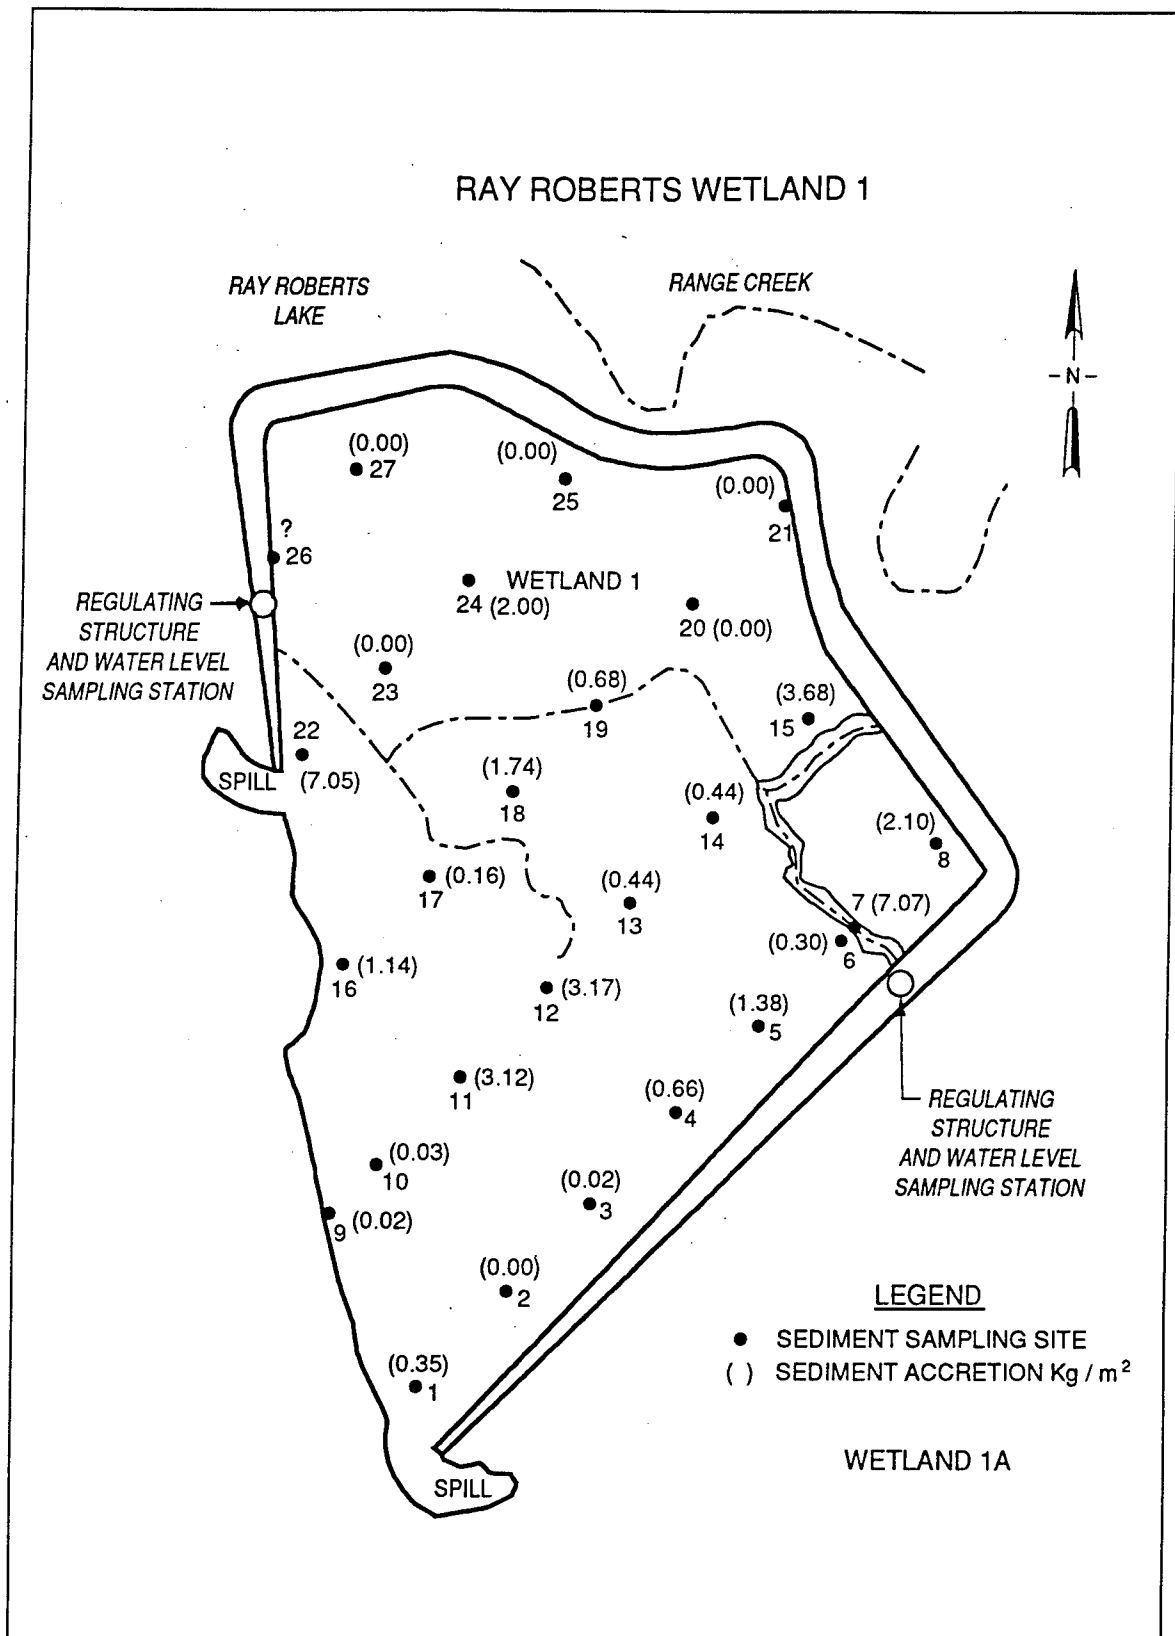 RAY ROBERTS WETLAND 1
RAY ROBERTS
LAKE
RANGE CREEK
- N -
(0.00)
27
(0.00)
25
(0.00)
21
?
26
WETLAND 1
24 (2.00)
20 (0.00)
REGULATING
STRUCTURE
AND WATER LEVEL
SAMPLING STATION
(0.00)
23
(0.68)
19
(3.68)
15
22
(7.05)
SPILL
(1.74)
18
(0.44)
14
(2.10)
8
17
(0.16)
(0.44)
13
7 (7.07)
(0.30)
6
16
(1.14)
12
(3.17)
(1.38)
5
11
(3.12)
(0.66)
4
(0.03)
10
(0.02)
3
9 (0.02)
REGULATING
STRUCTURE
AND WATER LEVEL
SAMPLING STATION
(0.00)
2
(0.35)
1
SPILL
LEGEND
● SEDIMENT SAMPLING SITE
( ) SEDIMENT ACCRETION Kg / m²
WETLAND 1A